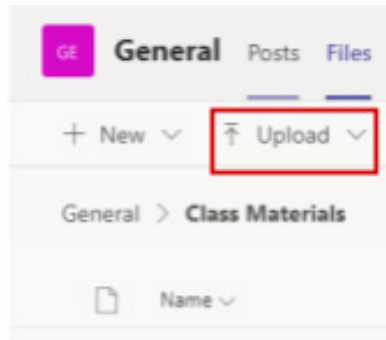 GE General Posts Files
+ New Upload
General > Class Materials
Name